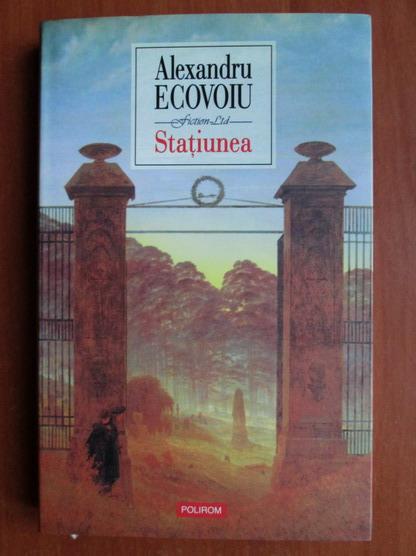 Alexandru
ECOVOIU
Fiction Ltd
Stațiunea
POLIROM